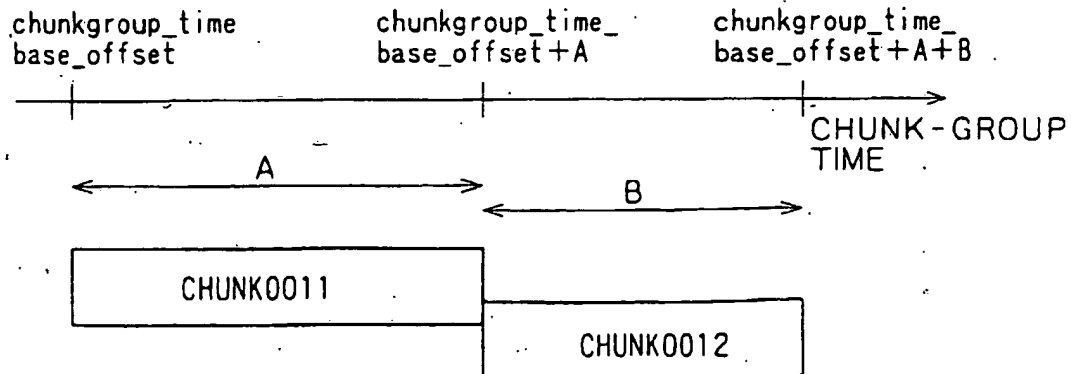 chunkgroup_time
base_offset
chunkgroup_time_
base_offset+A
chunkgroup_time_
base_offset+A+B
CHUNK-GROUP
TIME
A
B
CHUNK0011
CHUNK0012